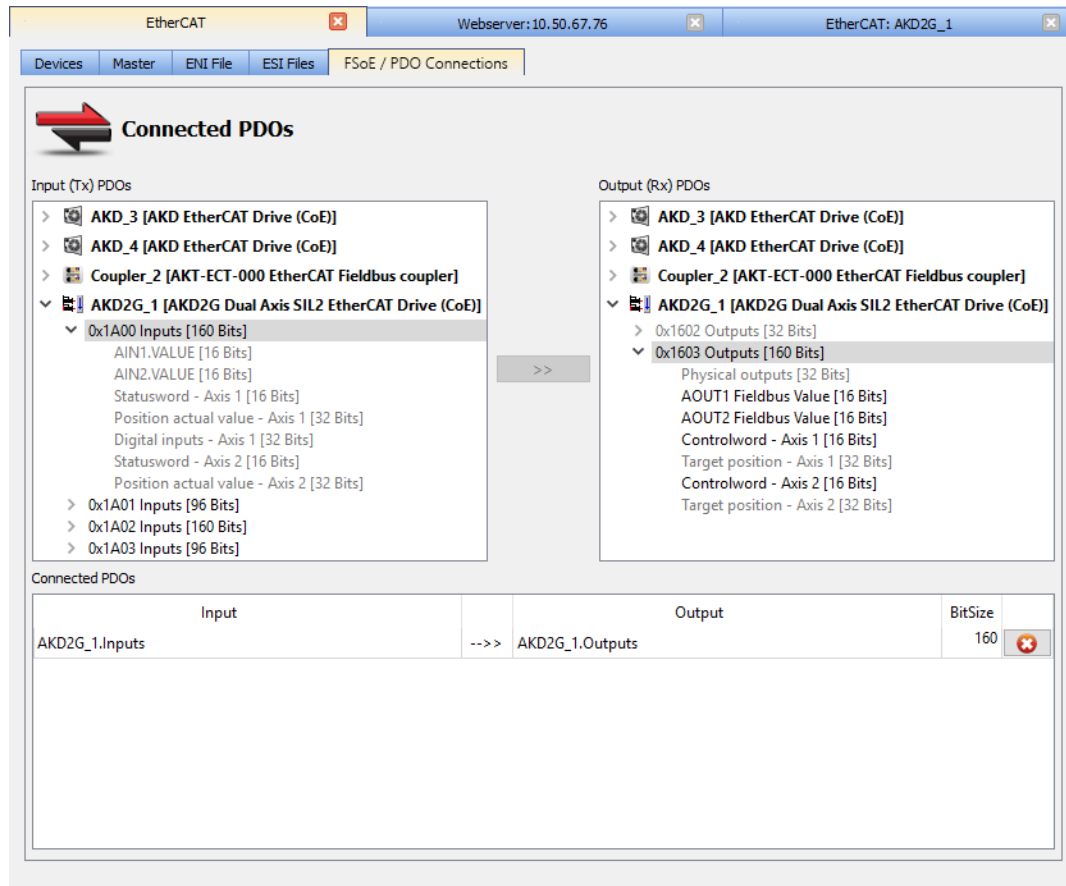 EtherCAT
Webserver:10.50.67.76
EtherCAT: AKD2G_1
Devices
Master
ENI File
ESI Files
FSoE / PDO Connections
Connected PDOs
Input (Tx) PDOs
AKD_3 [AKD EtherCAT Drive (CoE)]
AKD_4 [AKD EtherCAT Drive (CoE)]
Coupler_2 [AKT-ECT-000 EtherCAT Fieldbus coupler]
AKD2G_1 [AKD2G Dual Axis SIL2 EtherCAT Drive (CoE)]
0x1A00 Inputs [160 Bits]
AIN1.VALUE [16 Bits]
AIN2.VALUE [16 Bits]
Statusword - Axis 1 [16 Bits]
Position actual value - Axis 1 [32 Bits]
Digital inputs - Axis 1 [32 Bits]
Statusword - Axis 2 [16 Bits]
Position actual value - Axis 2 [32 Bits]
0x1A01 Inputs [96 Bits]
0x1A02 Inputs [160 Bits]
0x1A03 Inputs [96 Bits]
>>
Output (Rx) PDOs
AKD_3 [AKD EtherCAT Drive (CoE)]
AKD_4 [AKD EtherCAT Drive (CoE)]
Coupler_2 [AKT-ECT-000 EtherCAT Fieldbus coupler]
AKD2G_1 [AKD2G Dual Axis SIL2 EtherCAT Drive (CoE)]
0x1602 Outputs [32 Bits]
0x1603 Outputs [160 Bits]
Physical outputs [32 Bits]
AOUT1 Fieldbus Value [16 Bits]
AOUT2 Fieldbus Value [16 Bits]
Controlword - Axis 1 [16 Bits]
Target position - Axis 1 [32 Bits]
Controlword - Axis 2 [16 Bits]
Target position - Axis 2 [32 Bits]
Connected PDOs
Input Output BitSize
AKD2G_1.Inputs -->> AKD2G_1.Outputs 160